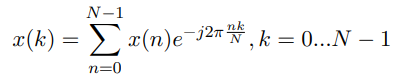 x(k) = \sum_{n=0}^{N-1} x(n)e^{-j2\pi \frac{nk}{N}}, k = 0...N − 1